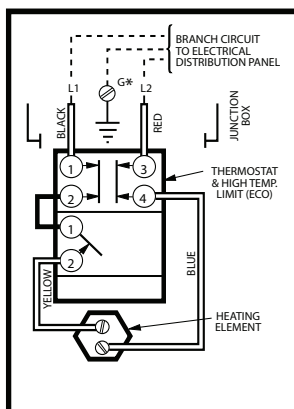 BRANCH CIRCUIT
TO ELECTRICAL
DISTRIBUTION PANEL
L1
G*
L2
BLACK
RED
JUNCTION
BOX
1
3
2
4
THERMOSTAT
& HIGH TEMP.
LIMIT (ECO)
1
2
YELLOW
BLUE
HEATING
ELEMENT